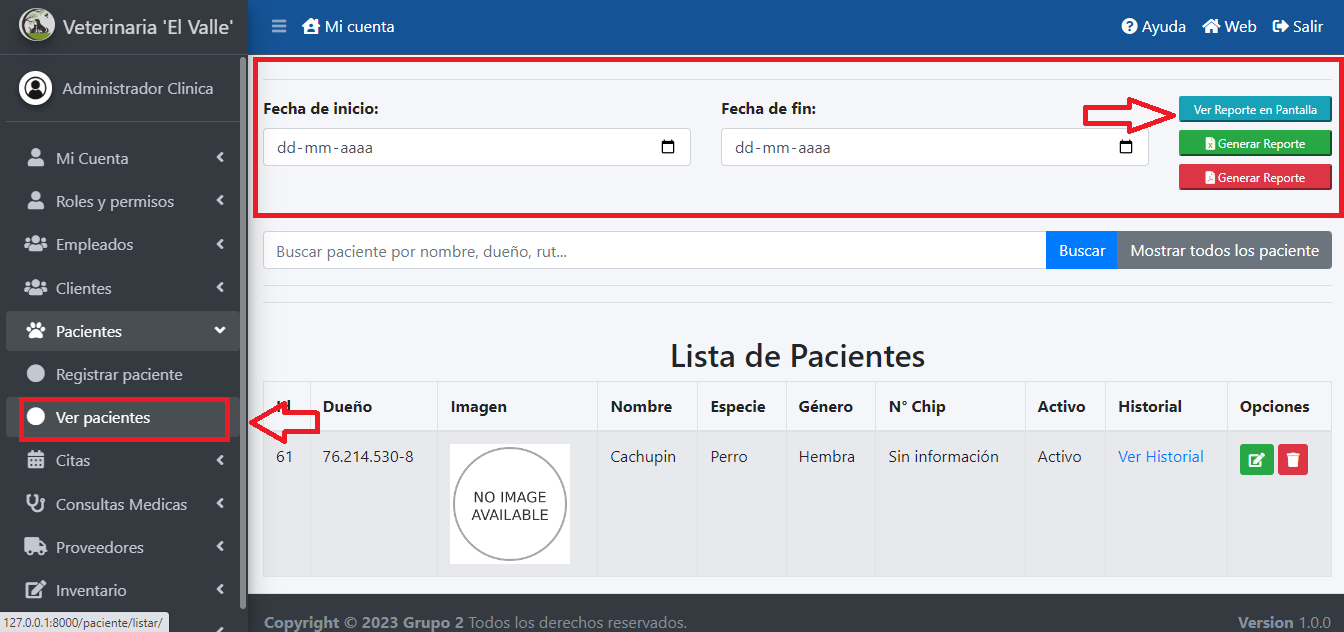 Veterinaria 'El Valle'
Mi cuenta
Ayuda
Web
Salir
Administrador Clinica
Mi Cuenta
Roles y permisos
Empleados
Clientes
Pacientes
Registrar paciente
Ver pacientes
Citas
Consultas Medicas
Proveedores
Inventario
127.0.0.1:8000/paciente/listar/
Fecha de inicio:
Fecha de fin:
dd-mm-aaaa
dd-mm-aaaa
Ver Reporte en Pantalla
Generar Reporte
Generar Reporte
Buscar paciente por nombre, dueño, rut...
Buscar
Mostrar todos los paciente
Lista de Pacientes
Id Dueño Imagen Nombre Especie Género N° Chip Activo Historial Opciones
61 76.214.530-8 Cachupin Perro Hembra Sin información Activo Ver Historial
NO IMAGE
AVAILABLE
Copyright © 2023 Grupo 2 Todos los derechos reservados.
Version 1.0.0